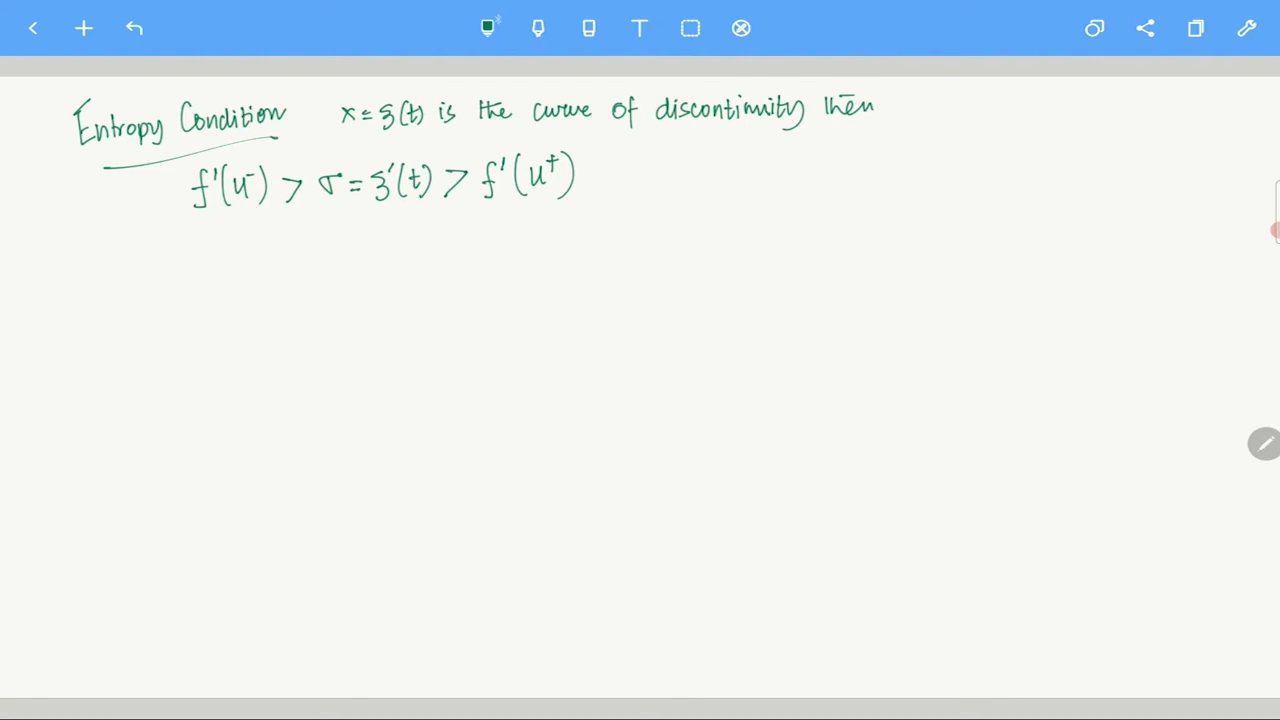 Entropy Condition x = ξ(t) is the curve of discontinuity then
f'(u⁻) > σ = ξ'(t) > f'(u⁺)